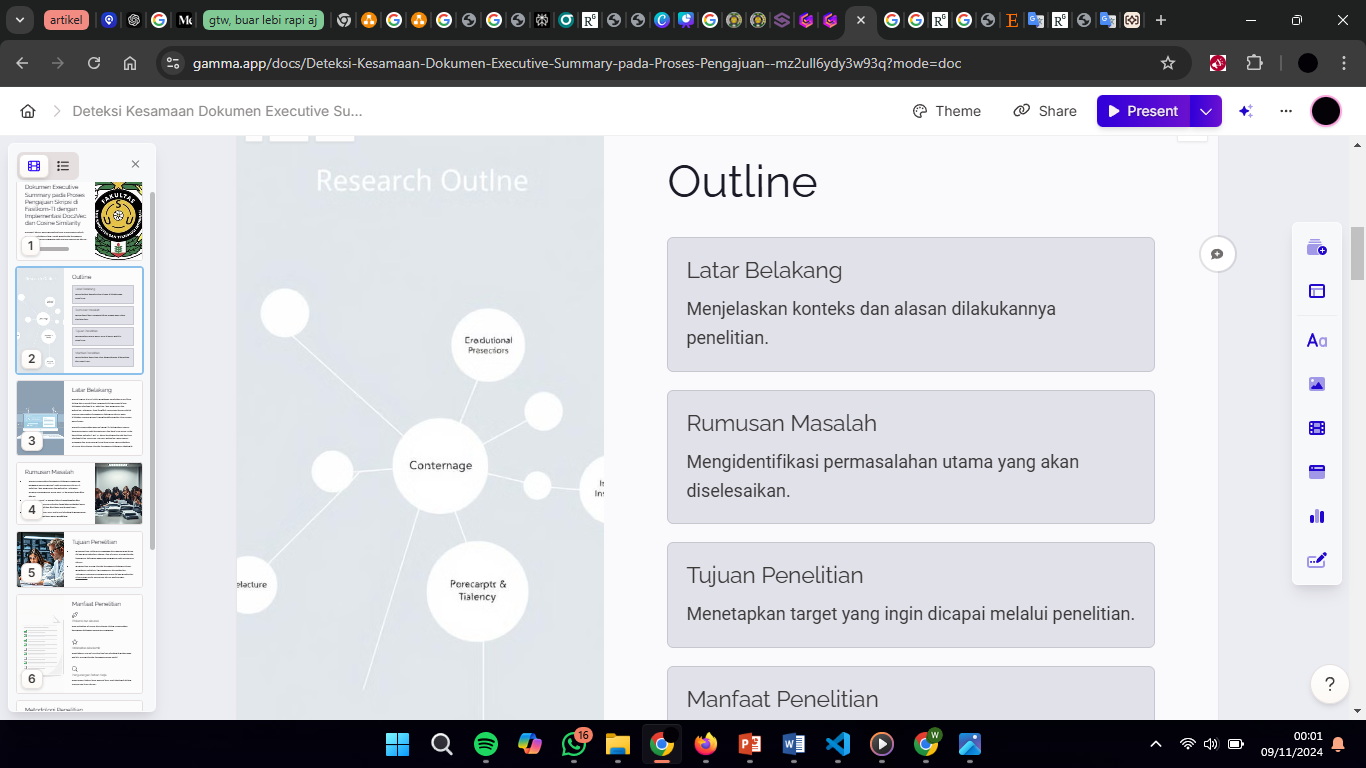 artikel
gtw, buar lebi rapi aj
gamma.app/docs/Deteksi-Kesamaan-Dokumen-Executive-Summary-pada-Proses-Pengajuan--mz2ull6ydy3w93q?mode=doc
Deteksi Kesamaan Dokumen Executive Su...
Theme
Share
Present
Dokumen Executive
Summary pada Proses
Pengajuan Skripsi di
Fasilkom-TI dengan
Implementasi Doc2Vec
dan Cosine Similarity
FAKULTAS
1
Outline
2
Latar Belakang
3
Rumusan Masalah
4
Tujuan Penelitian
5
Manfaat Penelitian
6
Metodologi Penelitian
Research Outlne
Eradutional
Prasectiors
Conternage
elacture
Porecarptc &
Tialency
Outline
Latar Belakang
Menjelaskan konteks dan alasan dilakukannya
penelitian.
Rumusan Masalah
Mengidentifikasi permasalahan utama yang akan
diselesaikan.
Tujuan Penelitian
Menetapkan target yang ingin dicapai melalui penelitian.
Manfaat Penelitian
Aa
?
16
W
00:01
09/11/2024